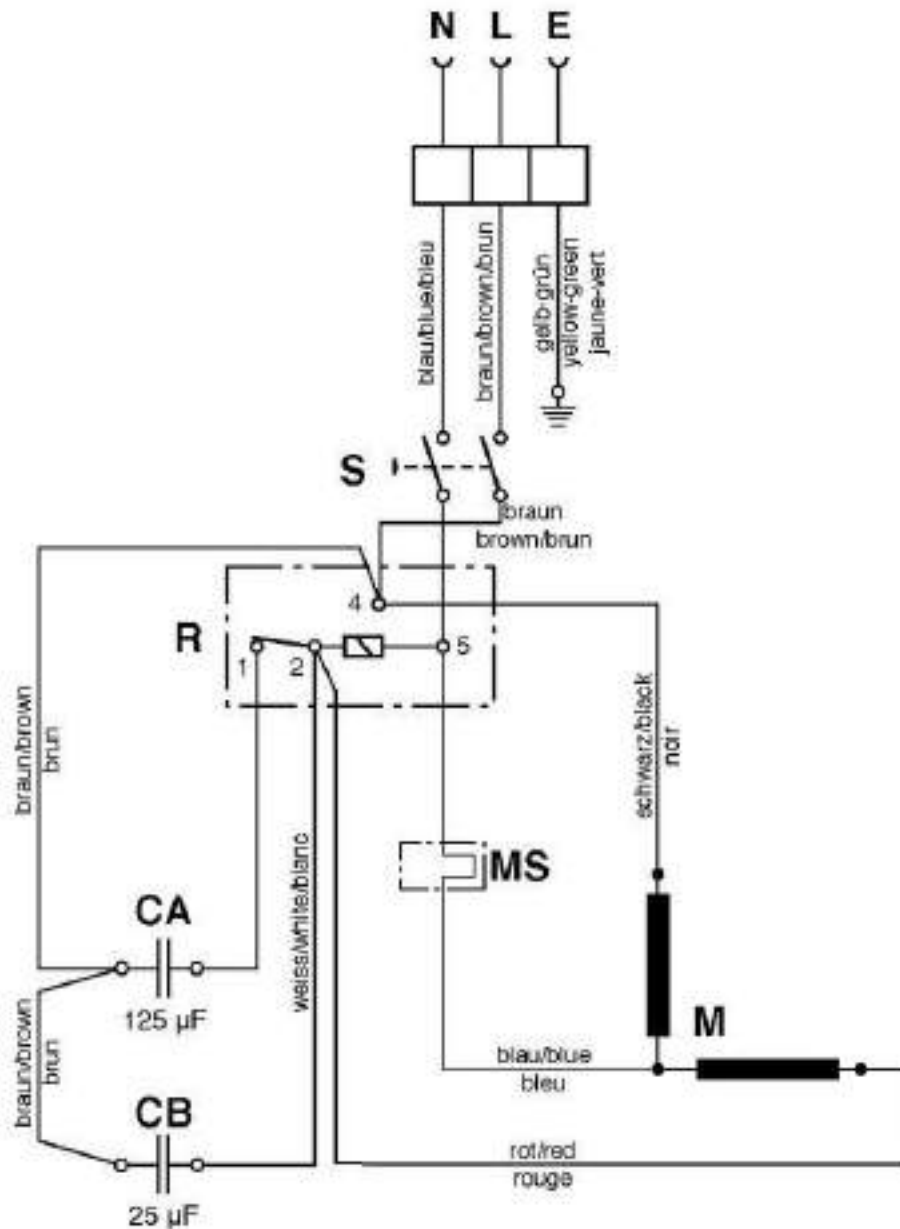 N L E
blau/blue/bleu
braun/brown/brun
gelb-grün
yellow-green
jaune-vert
S
braun
brown/brun
4
R
1
2
5
braun/brown
brun
schwarz/black
noir
MS
weiss/white/blanc
CA
125 µF
M
braun/brown
brun
blau/blue
bleu
CB
25 µF
rot/red
rouge